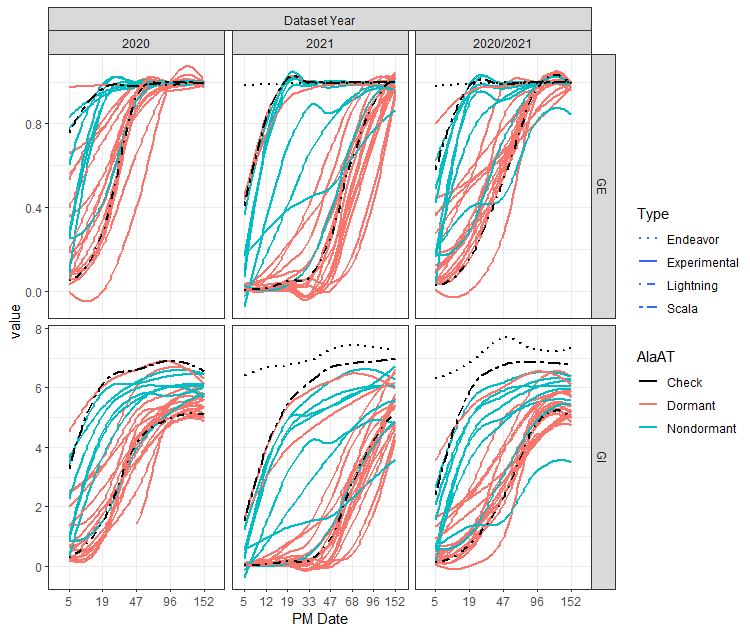 Dataset Year
2020
2021
2020/2021
0.8
0.4
0.0
GE
value
8
6
4
2
0
GI
5 19 47 96 152
5 12 19 33 47 68 96 152
5 19 47 96 152
PM Date
Type
Endeavor
Experimental
Lightning
Scala
AlaAT
Check
Dormant
Nondormant